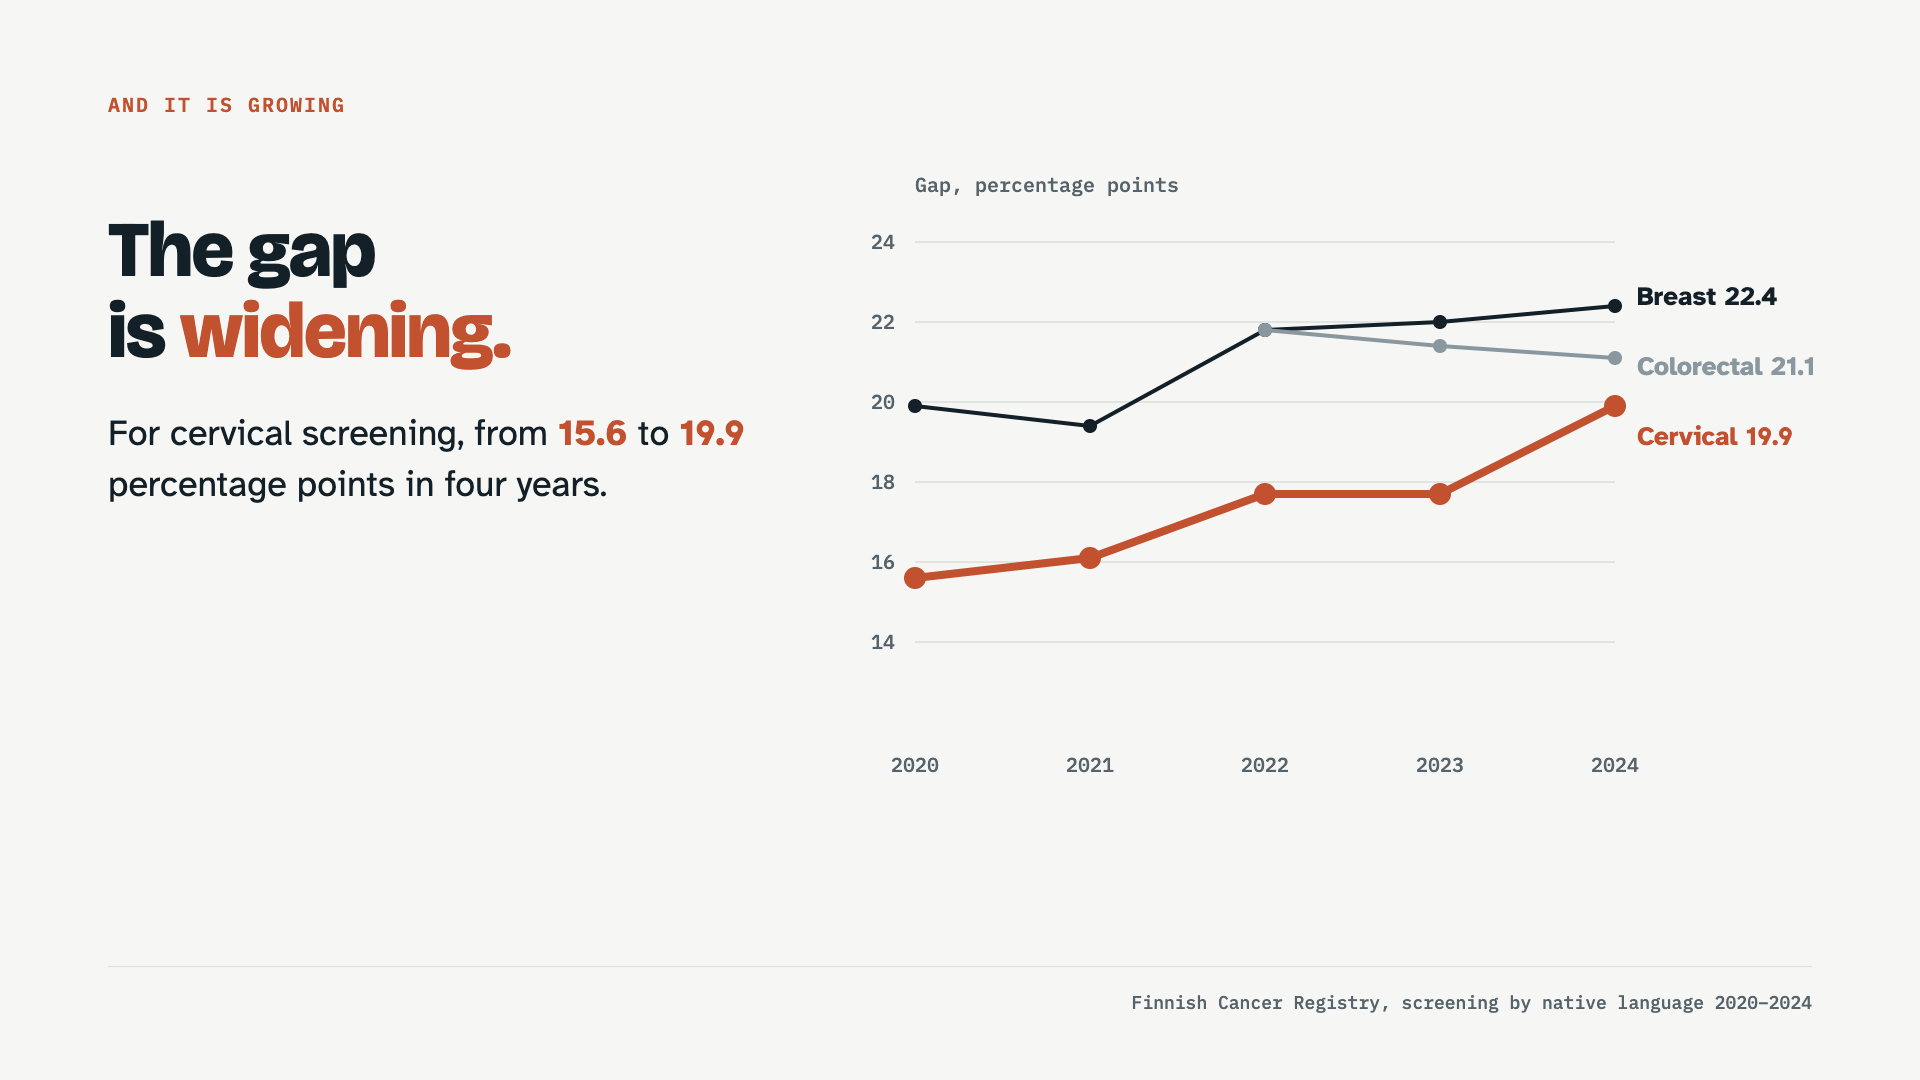 AND IT IS GROWING
The gap
is widening.
For cervical screening, from 15.6 to 19.9
percentage points in four years.
Gap, percentage points
24
22
20
18
16
14
Breast 22.4
Colorectal 21.1
Cervical 19.9
2020 2021 2022 2023 2024
Finnish Cancer Registry, screening by native language 2020–2024